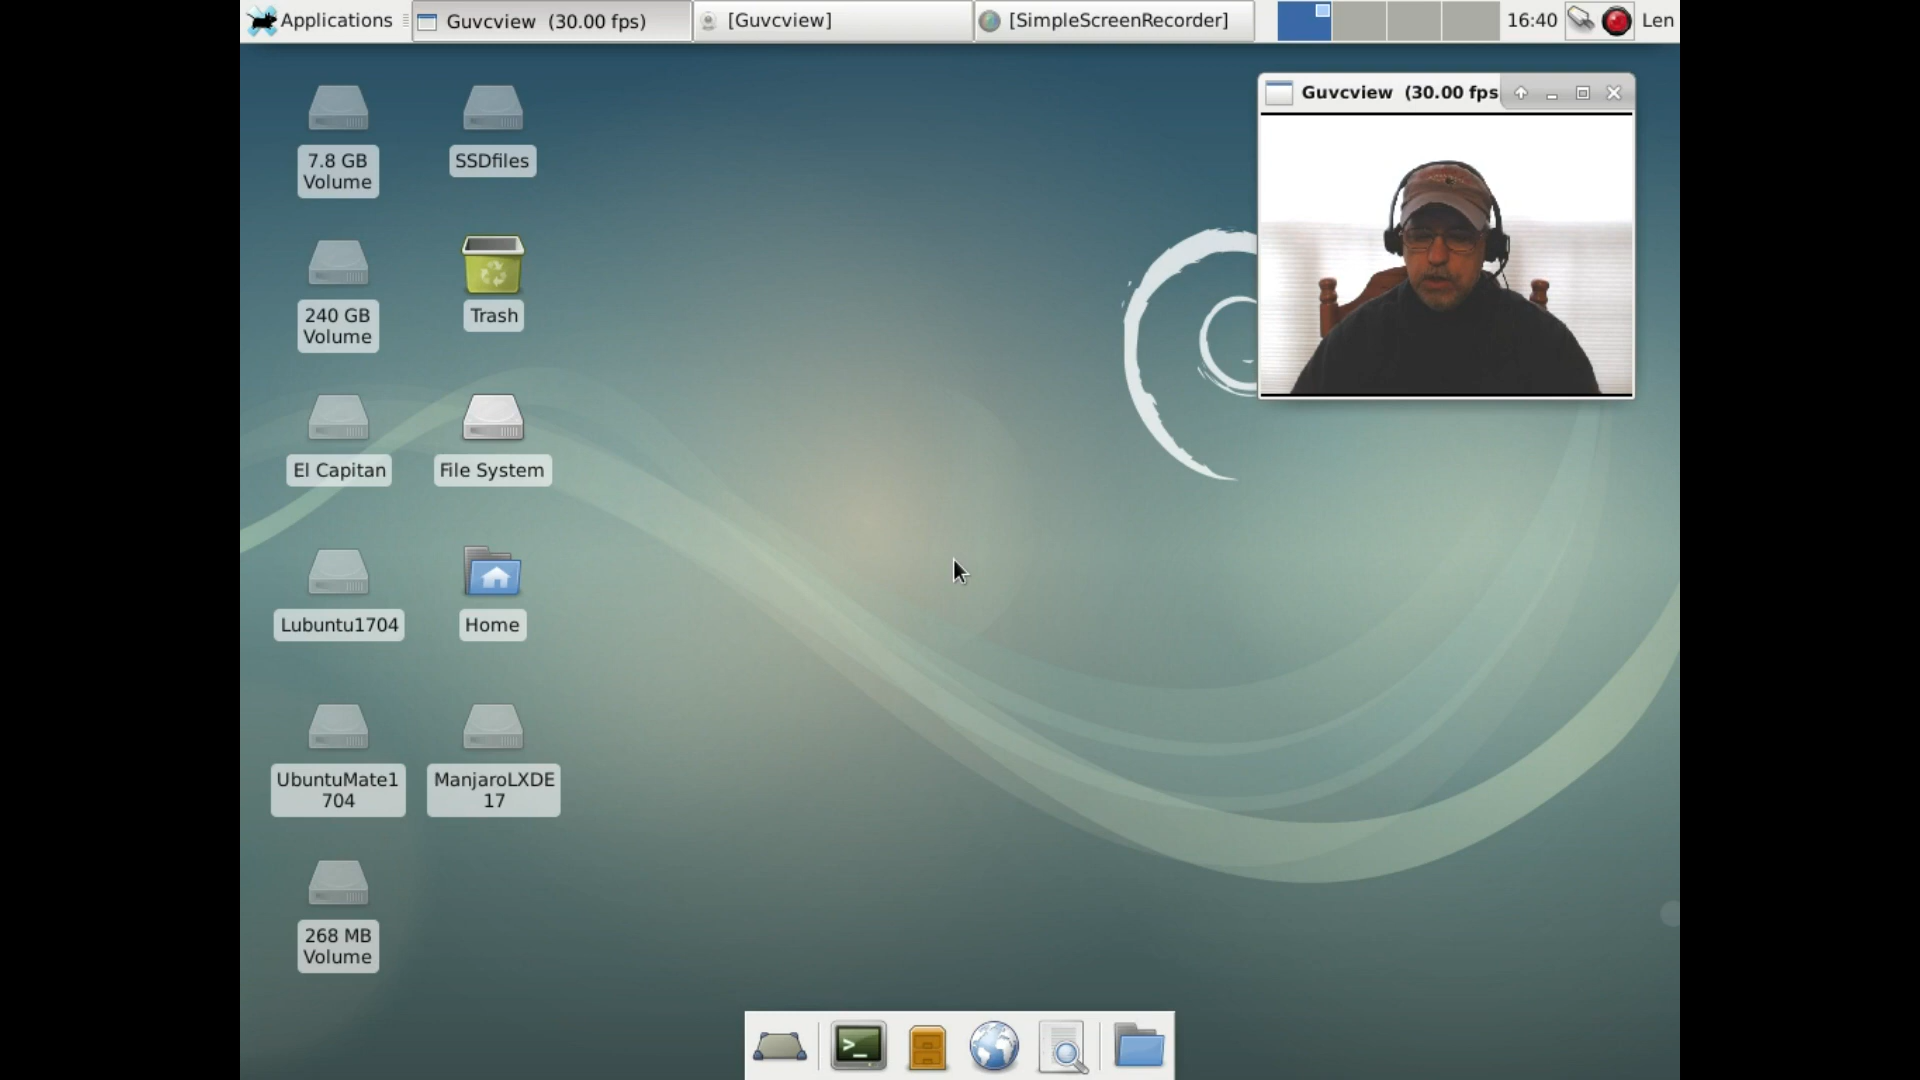 Applications
Guvcview (30.00 fps)
[Guvcview]
[SimpleScreenRecorder]
16:40
Len
Guvcview (30.00 fps
7.8 GB
Volume
SSDfiles
240 GB
Volume
Trash
El Capitan
File System
Lubuntu1704
Home
UbuntuMate1
704
ManjaroLXDE
17
268 MB
Volume
>_